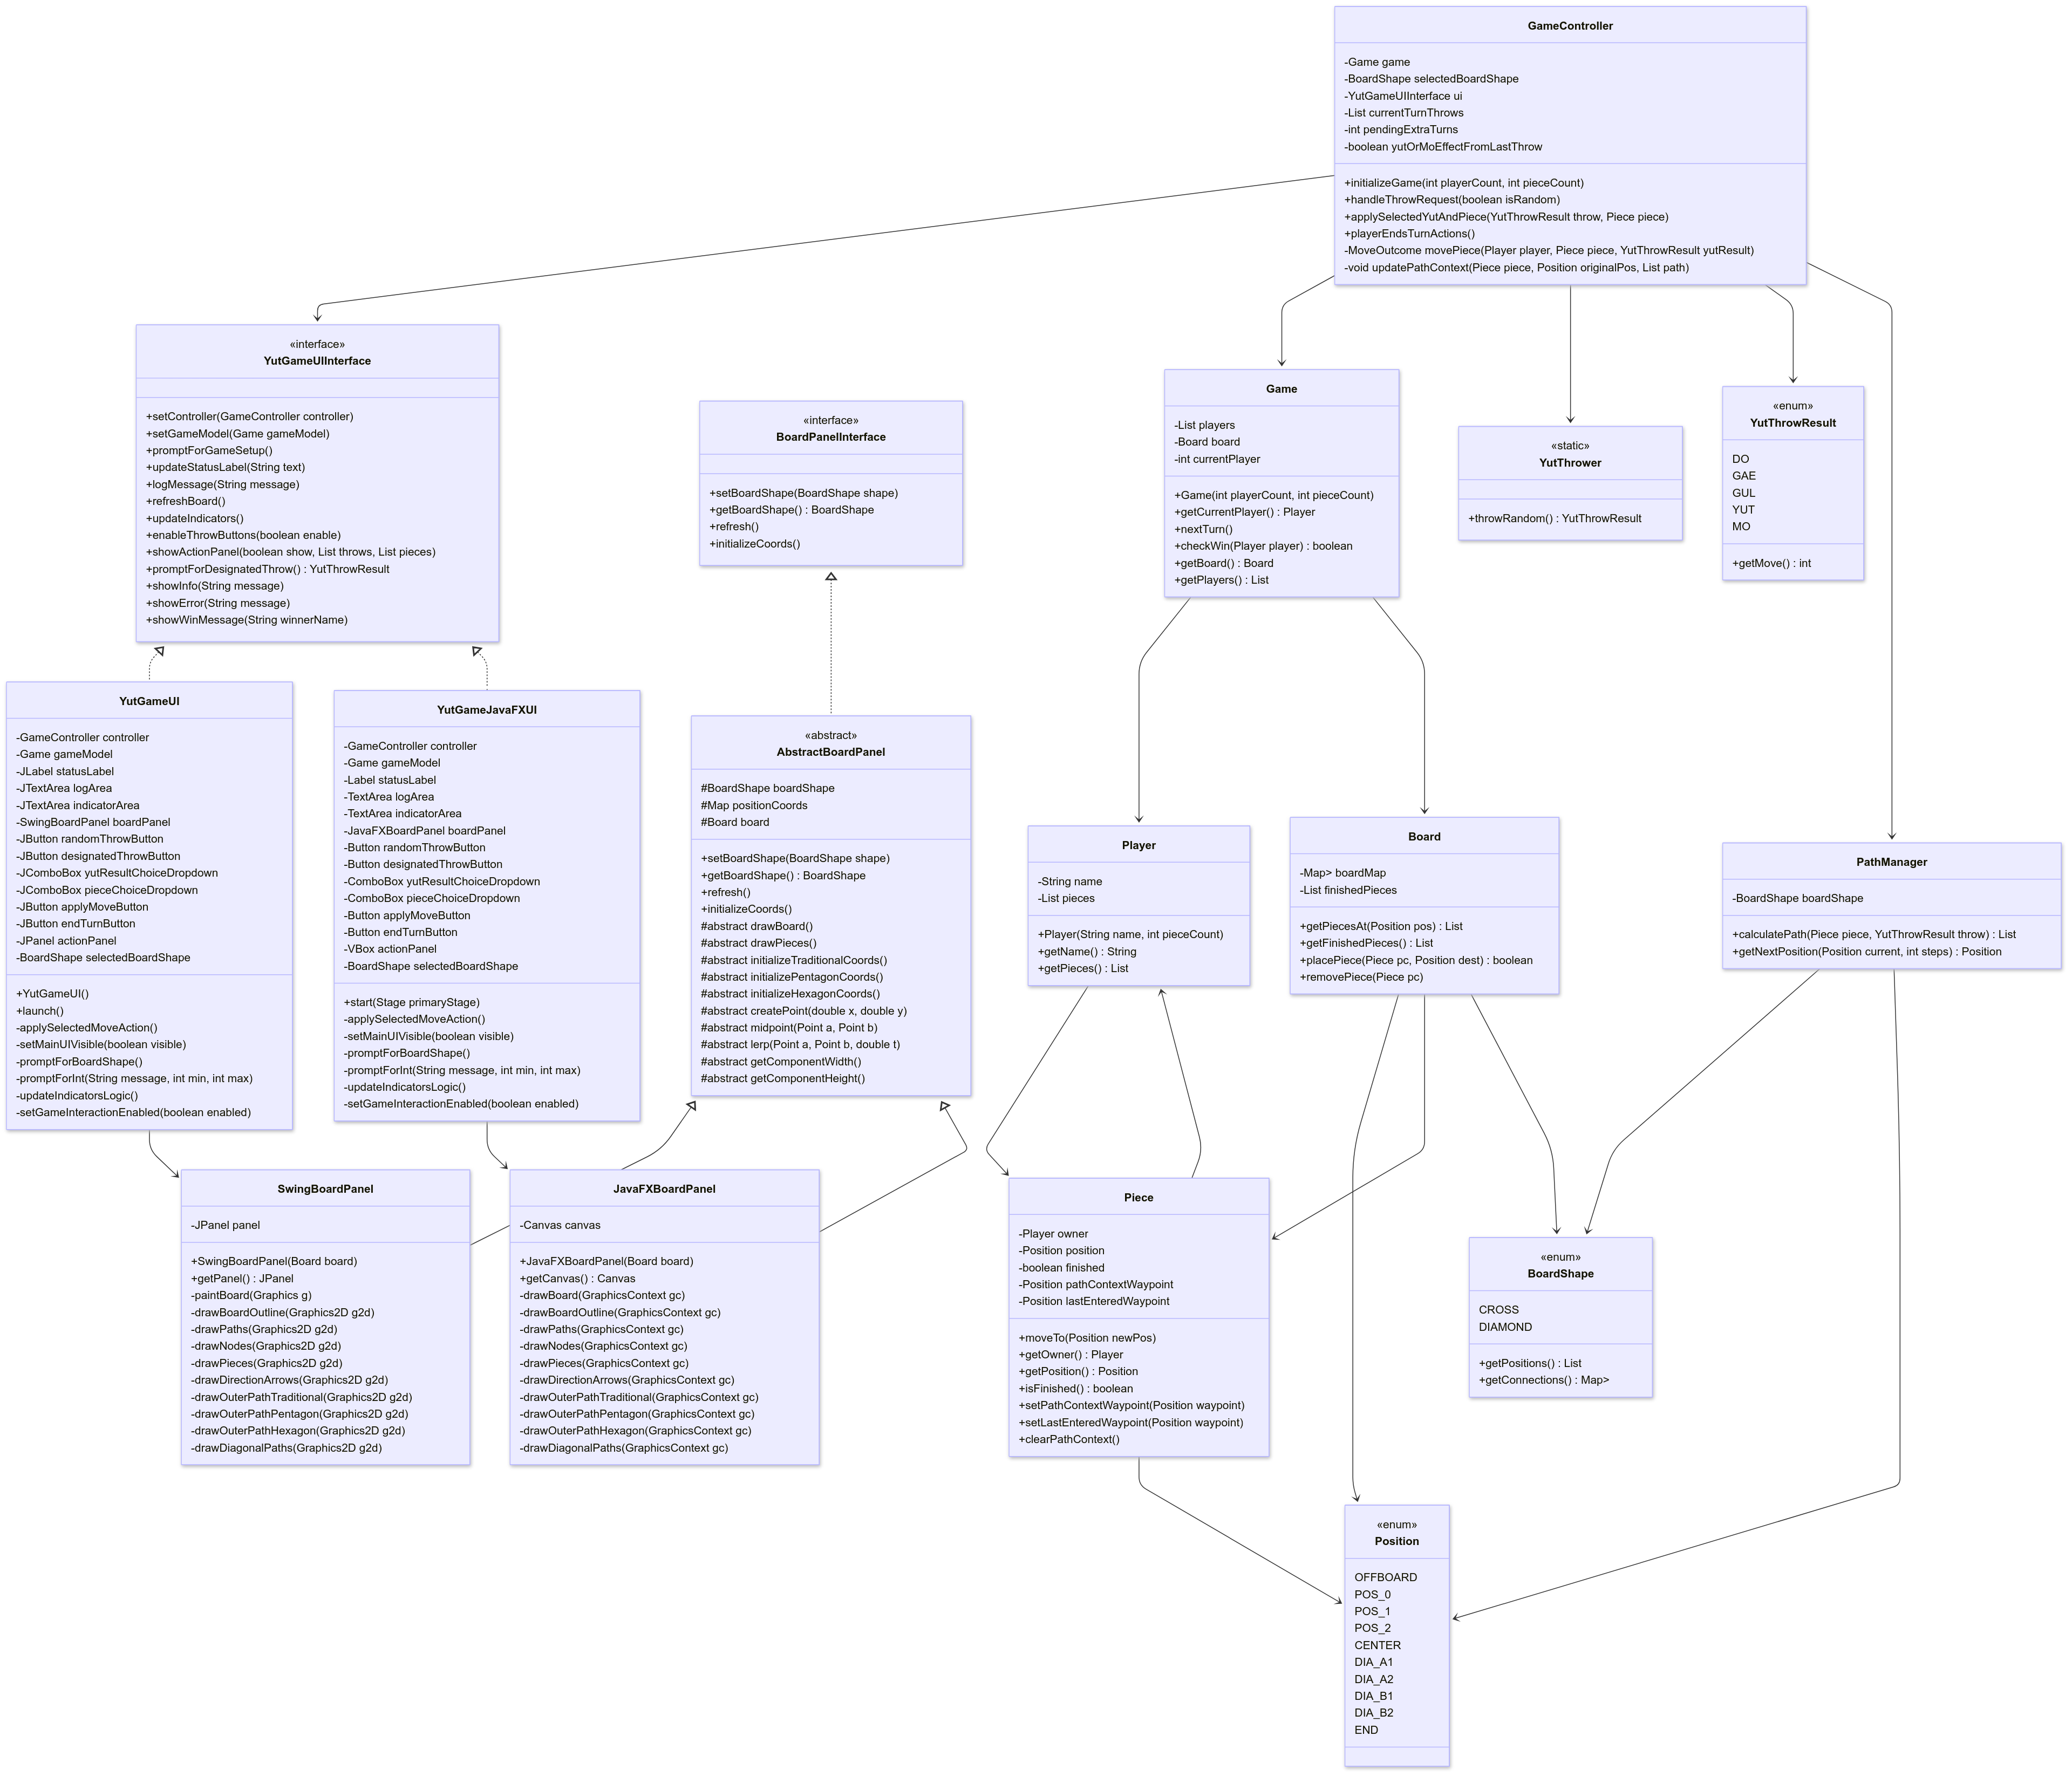 GameController
-Game game
-BoardShape selectedBoardShape
-YutGameUIInterface ui
-List currentTurnThrows
-int pendingExtraTurns
-boolean yutOrMoEffectFromLastThrow
+initializeGame(int playerCount, int pieceCount)
+handleThrowRequest(boolean isRandom)
+applySelectedYutAndPiece(YutThrowResult throw, Piece piece)
+playerEndsTurnActions()
-MoveOutcome movePiece(Player player, Piece piece, YutThrowResult yutResult)
-void updatePathContext(Piece piece, Position originalPos, List path)
«interface»
YutGameUIInterface
+setController(GameController controller)
+setGameModel(Game gameModel)
+promptForGameSetup()
+updateStatusLabel(String text)
+logMessage(String message)
+refreshBoard()
+updateIndicators()
+enableThrowButtons(boolean enable)
+showActionPanel(boolean show, List throws, List pieces)
+promptForDesignatedThrow() : YutThrowResult
+showInfo(String message)
+showError(String message)
+showWinMessage(String winnerName)
«interface»
BoardPanelInterface
+setBoardShape(BoardShape shape)
+getBoardShape() : BoardShape
+refresh()
+initializeCoords()
Game
-List players
-Board board
-int currentPlayer
+Game(int playerCount, int pieceCount)
+getCurrentPlayer() : Player
+nextTurn()
+checkWin(Player player) : boolean
+getBoard() : Board
+getPlayers() : List
«static»
YutThrower
+throwRandom() : YutThrowResult
«enum»
YutThrowResult
DO
GAE
GUL
YUT
MO
+getMove() : int
YutGameUI
-GameController controller
-Game gameModel
-JLabel statusLabel
-JTextArea logArea
-JTextArea indicatorArea
-SwingBoardPanel boardPanel
-JButton randomThrowButton
-JButton designatedThrowButton
-JComboBox yutResultChoiceDropdown
-JComboBox pieceChoiceDropdown
-JButton applyMoveButton
-JButton endTurnButton
-JPanel actionPanel
-BoardShape selectedBoardShape
+YutGameUI()
+launch()
-applySelectedMoveAction()
-setMainUIVisible(boolean visible)
-promptForBoardShape()
-promptForInt(String message, int min, int max)
-updateIndicatorsLogic()
-setGameInteractionEnabled(boolean enabled)
YutGameJavaFXUI
-GameController controller
-Game gameModel
-Label statusLabel
-TextArea logArea
-TextArea indicatorArea
-JavaFXBoardPanel boardPanel
-Button randomThrowButton
-Button designatedThrowButton
-ComboBox yutResultChoiceDropdown
-ComboBox pieceChoiceDropdown
-Button applyMoveButton
-Button endTurnButton
-VBox actionPanel
-BoardShape selectedBoardShape
+start(Stage primaryStage)
-applySelectedMoveAction()
-setMainUIVisible(boolean visible)
-promptForBoardShape()
-promptForInt(String message, int min, int max)
-updateIndicatorsLogic()
-setGameInteractionEnabled(boolean enabled)
«abstract»
AbstractBoardPanel
#BoardShape boardShape
#Map positionCoords
#Board board
+setBoardShape(BoardShape shape)
+getBoardShape() : BoardShape
+refresh()
+initializeCoords()
#abstract drawBoard()
#abstract drawPieces()
#abstract initializeTraditionalCoords()
#abstract initializePentagonCoords()
#abstract initializeHexagonCoords()
#abstract createPoint(double x, double y)
#abstract midpoint(Point a, Point b)
#abstract lerp(Point a, Point b, double t)
#abstract getComponentWidth()
#abstract getComponentHeight()
Player
-String name
-List pieces
+Player(String name, int pieceCount)
+getName() : String
+getPieces() : List
Board
-Map> boardMap
-List finishedPieces
+getPiecesAt(Position pos) : List
+getFinishedPieces() : List
+placePiece(Piece pc, Position dest) : boolean
+removePiece(Piece pc)
PathManager
-BoardShape boardShape
+calculatePath(Piece piece, YutThrowResult throw) : List
+getNextPosition(Position current, int steps) : Position
SwingBoardPanel
-JPanel panel
+SwingBoardPanel(Board board)
+getPanel() : JPanel
-paintBoard(Graphics g)
-drawBoardOutline(Graphics2D g2d)
-drawPaths(Graphics2D g2d)
-drawNodes(Graphics2D g2d)
-drawPieces(Graphics2D g2d)
-drawDirectionArrows(Graphics2D g2d)
-drawOuterPathTraditional(Graphics2D g2d)
-drawOuterPathPentagon(Graphics2D g2d)
-drawOuterPathHexagon(Graphics2D g2d)
-drawDiagonalPaths(Graphics2D g2d)
JavaFXBoardPanel
-Canvas canvas
+JavaFXBoardPanel(Board board)
+getCanvas() : Canvas
-drawBoard(GraphicsContext gc)
-drawBoardOutline(GraphicsContext gc)
-drawPaths(GraphicsContext gc)
-drawNodes(GraphicsContext gc)
-drawPieces(GraphicsContext gc)
-drawDirectionArrows(GraphicsContext gc)
-drawOuterPathTraditional(GraphicsContext gc)
-drawOuterPathPentagon(GraphicsContext gc)
-drawOuterPathHexagon(GraphicsContext gc)
-drawDiagonalPaths(GraphicsContext gc)
Piece
-Player owner
-Position position
-boolean finished
-Position pathContextWaypoint
-Position lastEnteredWaypoint
+moveTo(Position newPos)
+getOwner() : Player
+getPosition() : Position
+isFinished() : boolean
+setPathContextWaypoint(Position waypoint)
+setLastEnteredWaypoint(Position waypoint)
+clearPathContext()
«enum»
BoardShape
CROSS
DIAMOND
+getPositions() : List
+getConnections() : Map>
«enum»
Position
OFFBOARD
POS_0
POS_1
POS_2
CENTER
DIA_A1
DIA_A2
DIA_B1
DIA_B2
END